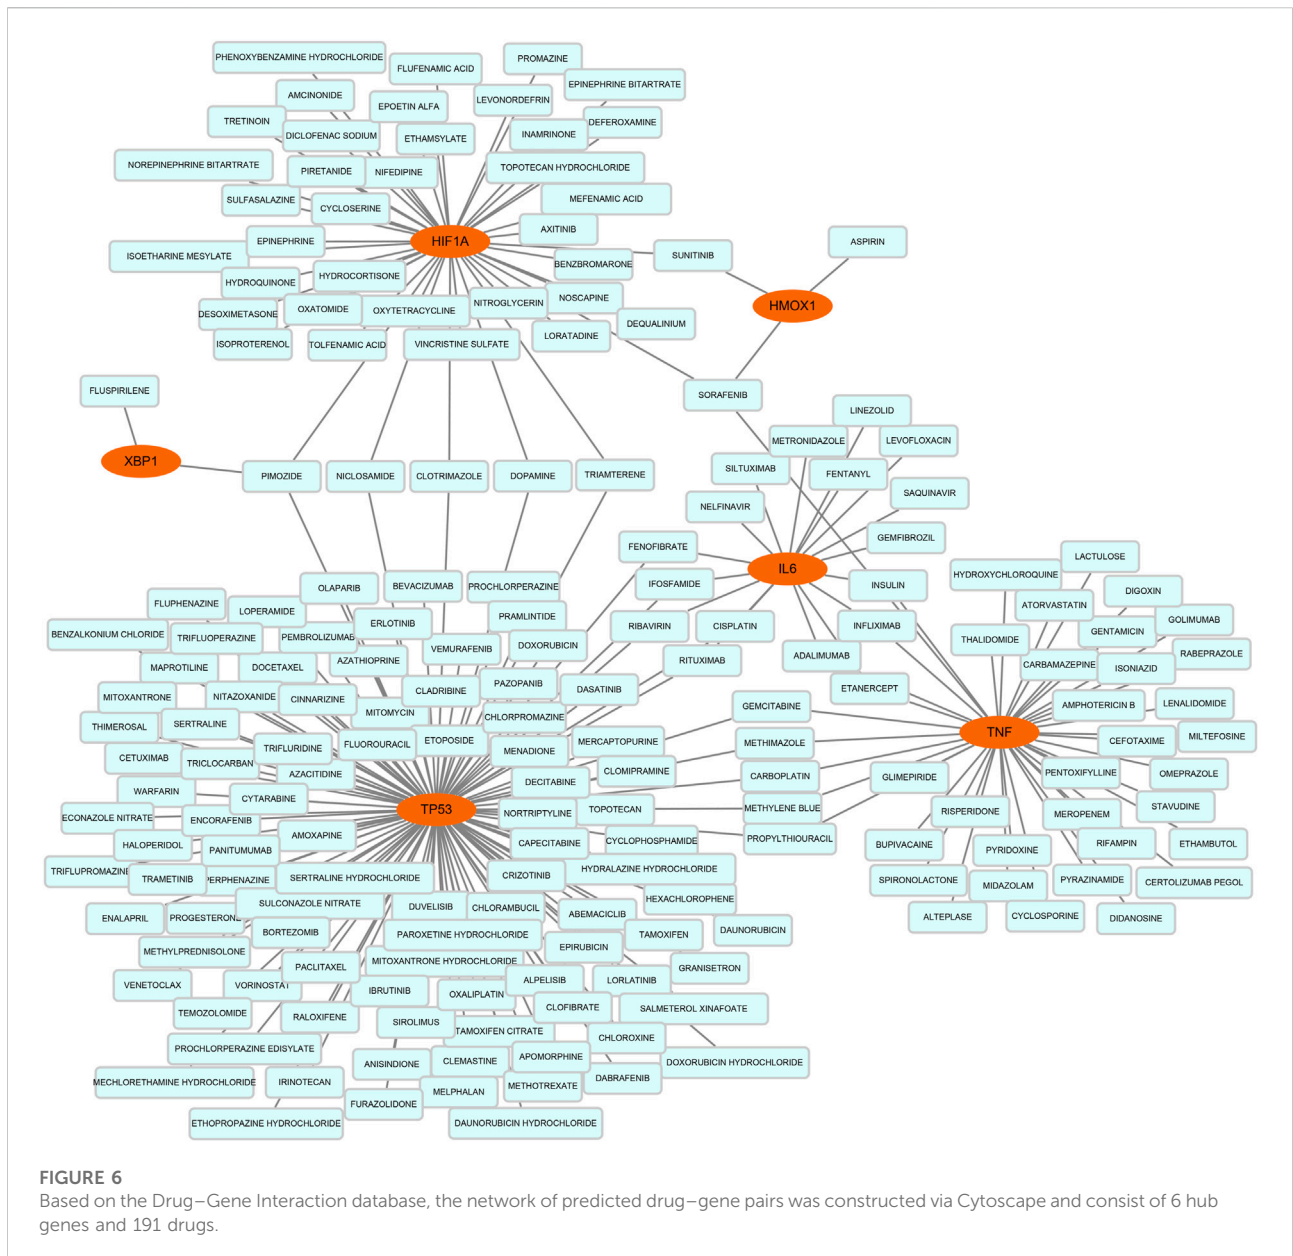 PHENOXYBENZAMINE HYDROCHLORIDE
FLUFENAMIC ACID
PROMAZINE
EPINEPHRINE BITARTRATE
AMCINONIDE
EPOETIN ALFA
LEVONORDEFRIN
TRETINOIN
DICLOFENAC SODIUM
ETHAMSYLATE
INAMRINONE
DEFEROXAMINE
NOREPINEPHRINE BITARTRATE
PIRETANIDE
NIFEDIPINE
TOPOTECAN HYDROCHLORIDE
SULFASALAZINE
CYCLOSERINE
MEFENAMIC ACID
AXITINIB
EPINEPHRINE
HIF1A
ASPIRIN
ISOETHARINE MESYLATE
BENZBROMARONE
SUNITINIB
HYDROQUINONE
HYDROCORTISONE
DESOXIMETASONE
OXATOMIDE
OXYTETRACYCLINE
NITROGLYCERIN
NOSCAPINE
HMOX1
ISOPROTERENOL
TOLFENAMIC ACID
VINCRISTINE SULFATE
LORATADINE
DEQUALINIUM
FLUSPIRILENE
SORAFENIB
LINEZOLID
METRONIDAZOLE
LEVOFLOXACIN
XBP1
PIMOZIDE
NICLOSAMIDE
CLOTRIMAZOLE
DOPAMINE
TRIAMTERENE
SILTUXIMAB
FENTANYL
SAQUINAVIR
NELFINAVIR
GEMFIBROZIL
FENOFIBRATE
IL6
LACTULOSE
IFOSFAMIDE
INSULIN
HYDROXYCHLOROQUINE
DIGOXIN
OLAPARIB
BEVACIZUMAB
PROCHLORPERAZINE
ATORVASTATIN
GOLIMUMAB
FLUPHENAZINE
LOPERAMIDE
PRAMLINTIDE
RIBAVIRIN
CISPLATIN
INFLIXIMAB
GENTAMICIN
BENZALKONIUM CHLORIDE
TRIFLUOPERAZINE
PEMBROLIZUMAB
ERLOTINIB
VEMURAFENIB
DOXORUBICIN
THALIDOMIDE
RABEPRAZOLE
MAPROTILINE
DOCETAXEL
AZATHIOPRINE
RITUXIMAB
ADALIMUMAB
CARBAMAZEPINE
ISONIAZID
MITOXANTRONE
NITAZOXANIDE
CINNARIZINE
CLADRIBINE
PAZOPANIB
DASATINIB
ETANERCEPT
MITOMYCIN
GEMCITABINE
AMPHOTERICIN B
LENALIDOMIDE
THIMEROSAL
SERTRALINE
CHLORPROMAZINE
TNF
TRIFLURIDINE
FLUOROURACIL
ETOPOSIDE
MENADIONE
MERCAPTOPURINE
METHIMAZOLE
CEFOTAXIME
MILTEFOSINE
CETUXIMAB
TRICLOCARBAN
AZACITIDINE
DECITABINE
CLOMIPRAMINE
CARBOPLATIN
GLIMEPIRIDE
PENTOXIFYLLINE
OMEPRAZOLE
WARFARIN
CYTARABINE
TP53
NORTRIPTYLINE
TOPOTECAN
METHYLENE BLUE
RISPERIDONE
MEROPENEM
STAVUDINE
ECONAZOLE NITRATE
ENCORAFENIB
AMOXAPINE
CAPECITABINE
CYCLOPHOSPHAMIDE
PROPYLTHIOURACIL
BUPIVACAINE
PYRIDOXINE
RIFAMPIN
ETHAMBUTOL
HALOPERIDOL
PANITUMUMAB
TRIFLUPROMAZINE
TRAMETINIB
PERPHENAZINE
SERTRALINE HYDROCHLORIDE
CRIZOTINIB
HYDRALAZINE HYDROCHLORIDE
SPIRONOLACTONE
MIDAZOLAM
PYRAZINAMIDE
CERTOLIZUMAB PEGOL
SULCONAZOLE NITRATE
DUVELISIB
CHLORAMBUCIL
ABEMACICLIB
HEXACHLOROPHENE
ENALAPRIL
PROGESTERONE
ALTEPLASE
CYCLOSPORINE
DIDANOSINE
BORTEZOMIB
PAROXETINE HYDROCHLORIDE
TAMOXIFEN
DAUNORUBICIN
METHYLPREDNISOLONE
EPIRUBICIN
PACLITAXEL
MITOXANTRONE HYDROCHLORIDE
GRANISETRON
VENETOCLAX
VORINOSTAT
IBRUTINIB
OXALIPLATIN
ALPELISIB
LORLATINIB
TEMOZOLOMIDE
RALOXIFENE
SIROLIMUS
CLOFIBRATE
SALMETEROL XINAFOATE
TAMOXIFEN CITRATE
CHLOROXINE
PROCHLORPERAZINE EDISYLATE
ANISINDIONE
CLEMASTINE
APOMORPHINE
DOXORUBICIN HYDROCHLORIDE
MECHLORETHAMINE HYDROCHLORIDE
IRINOTECAN
MELPHALAN
METHOTREXATE
DABRAFENIB
FURAZOLIDONE
ETHOPROPAZINE HYDROCHLORIDE
DAUNORUBICIN HYDROCHLORIDE
FIGURE 6
Based on the Drug–Gene Interaction database, the network of predicted drug–gene pairs was constructed via Cytoscape and consist of 6 hub
genes and 191 drugs.